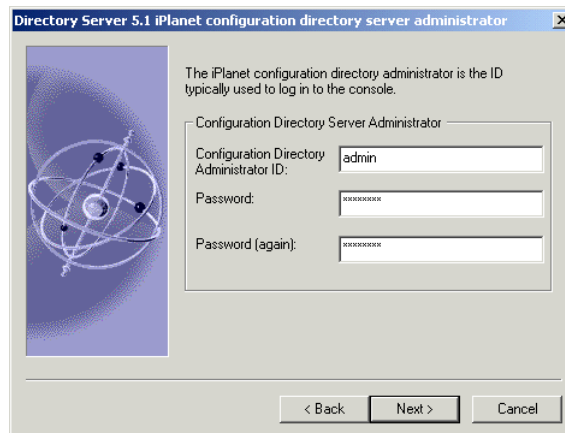 Directory Server 5.1 iPlanet configuration directory server administrator
The iPlanet configuration directory administrator is the ID
typically used to log in to the console.
Configuration Directory Server Administrator
Configuration Directory
Administrator ID:
admin
Password:
xxxxxxxx
Password (again):
xxxxxxxx
< Back
Next >
Cancel